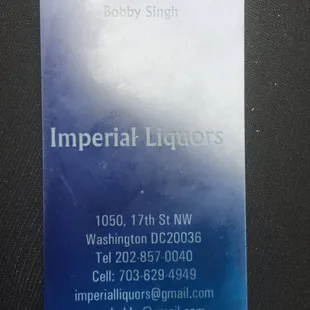 Bobby Singh
Imperial Liquors
1050, 17th St NW
Washington DC20036
Tel 202-857-0040
Cell: 703-629-4949
imperialliquors@gmail.com